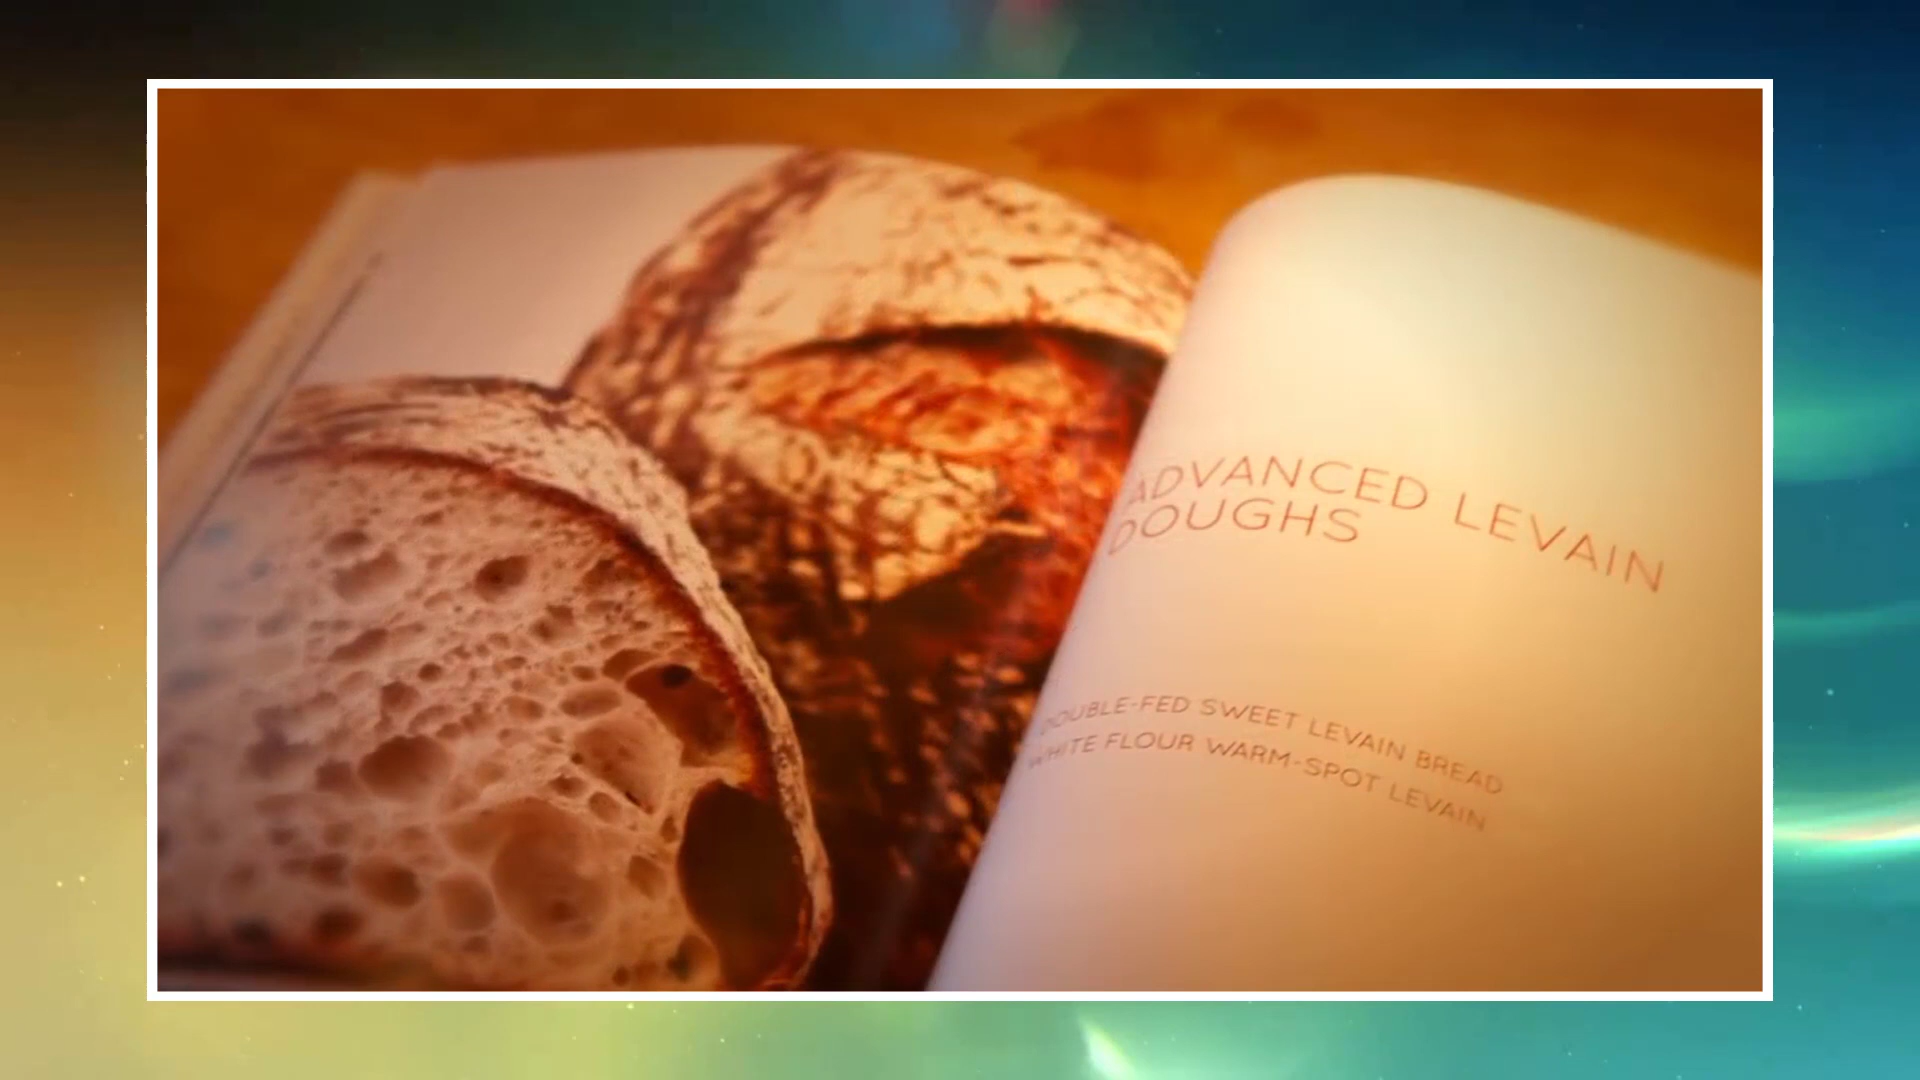 ADVANCED LEVAIN
DOUGHS
DOUBLE-FED SWEET LEVAIN BREAD
WHITE FLOUR WARM-SPOT LEVAIN